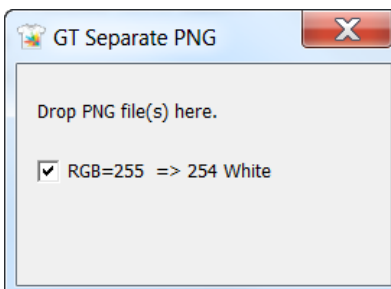 GT Separate PNG
Drop PNG file(s) here.
RGB=255 => 254 White